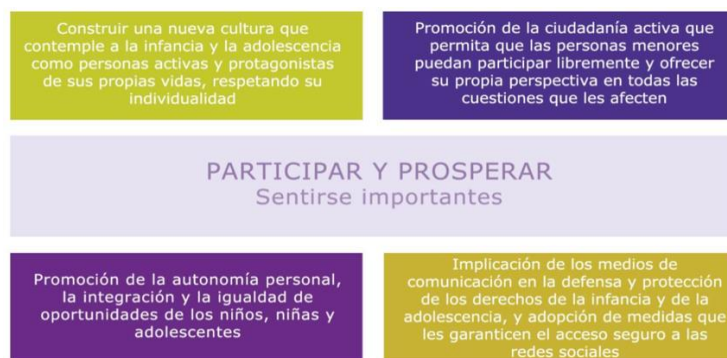 Construir una nueva cultura que
contemple a la infancia y la adolescencia
como personas activas y protagonistas
de sus propias vidas, respetando su
individualidad
Promoción de la ciudadanía activa que
permita que las personas menores
puedan participar libremente y ofrecer
su propia perspectiva en todas las
cuestiones que les afecten
PARTICIPAR Y PROSPERAR
Sentirse importantes
Promoción de la autonomía personal,
la integración y la igualdad de
oportunidades de los niños, niñas y
adolescentes
Implicación de los medios de
comunicación en la defensa y protección
de los derechos de la infancia y de la
adolescencia, y adopción de medidas que
les garanticen el acceso seguro a las
redes sociales